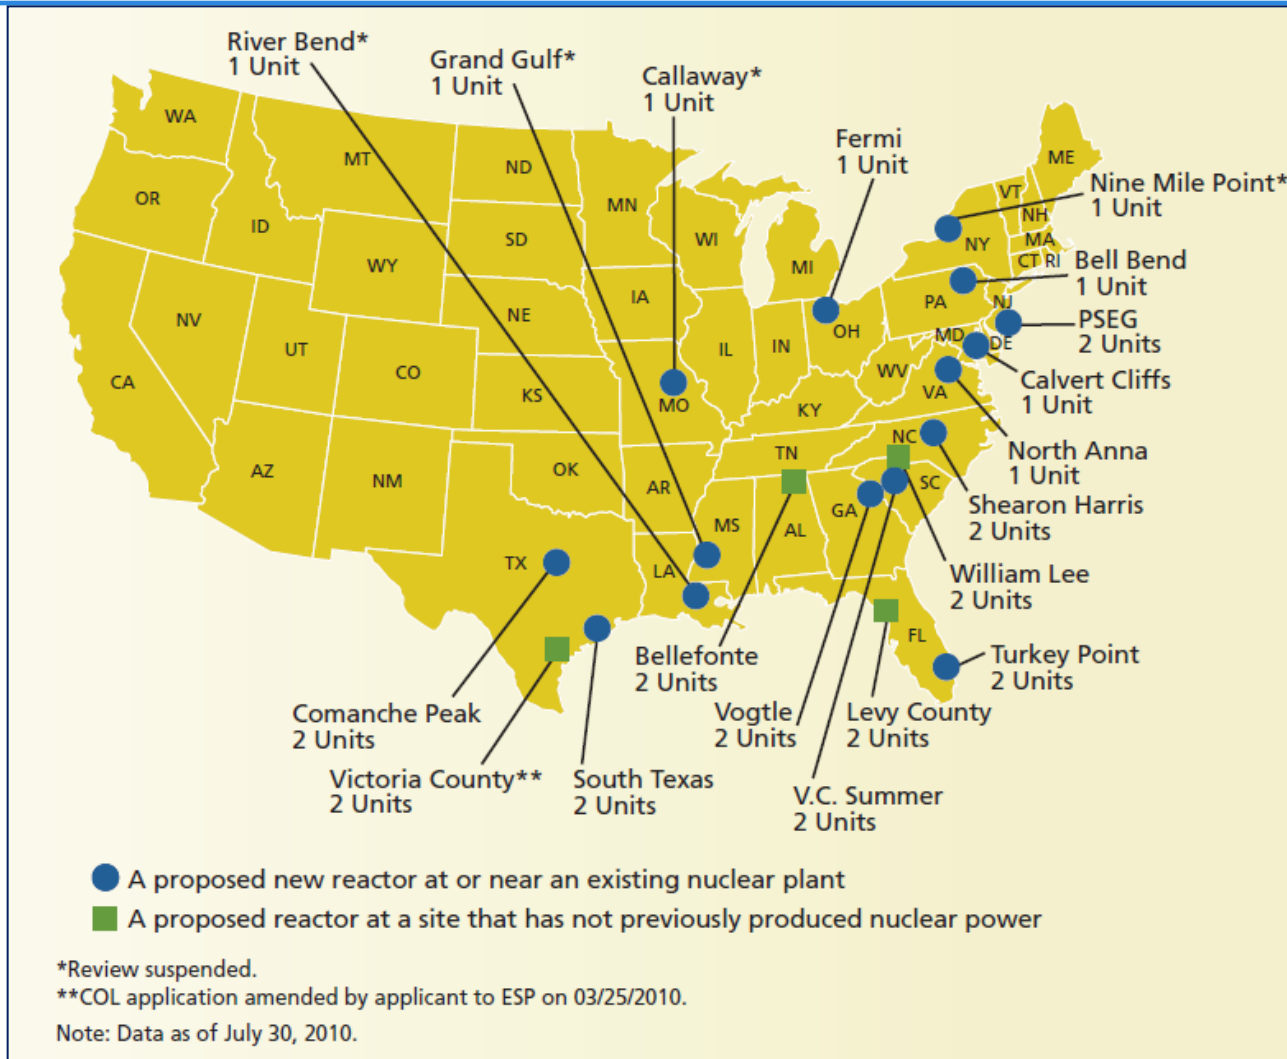 River Bend*
1 Unit
Grand Gulf*
1 Unit
Callaway*
1 Unit
Fermi
1 Unit
Nine Mile Point*
1 Unit
Bell Bend
1 Unit
PSEG
2 Units
Calvert Cliffs
1 Unit
North Anna
1 Unit
Shearon Harris
2 Units
William Lee
2 Units
Turkey Point
2 Units
Levy County
2 Units
V.C. Summer
2 Units
Vogtle
2 Units
Bellefonte
2 Units
South Texas
2 Units
Victoria County**
2 Units
Comanche Peak
2 Units
WA
OR
ID
MT
ND
MN
SD
WY
NV
UT
CA
AZ
NM
CO
NE
KS
OK
TX
IA
MO
AR
LA
WI
IL
MI
IN
OH
KY
TN
MS
AL
GA
FL
SC
NC
VA
WV
MD
DE
PA
NJ
NY
CT
RI
MA
NH
VT
ME
A proposed new reactor at or near an existing nuclear plant
A proposed reactor at a site that has not previously produced nuclear power
*Review suspended.
**COL application amended by applicant to ESP on 03/25/2010.
Note: Data as of July 30, 2010.